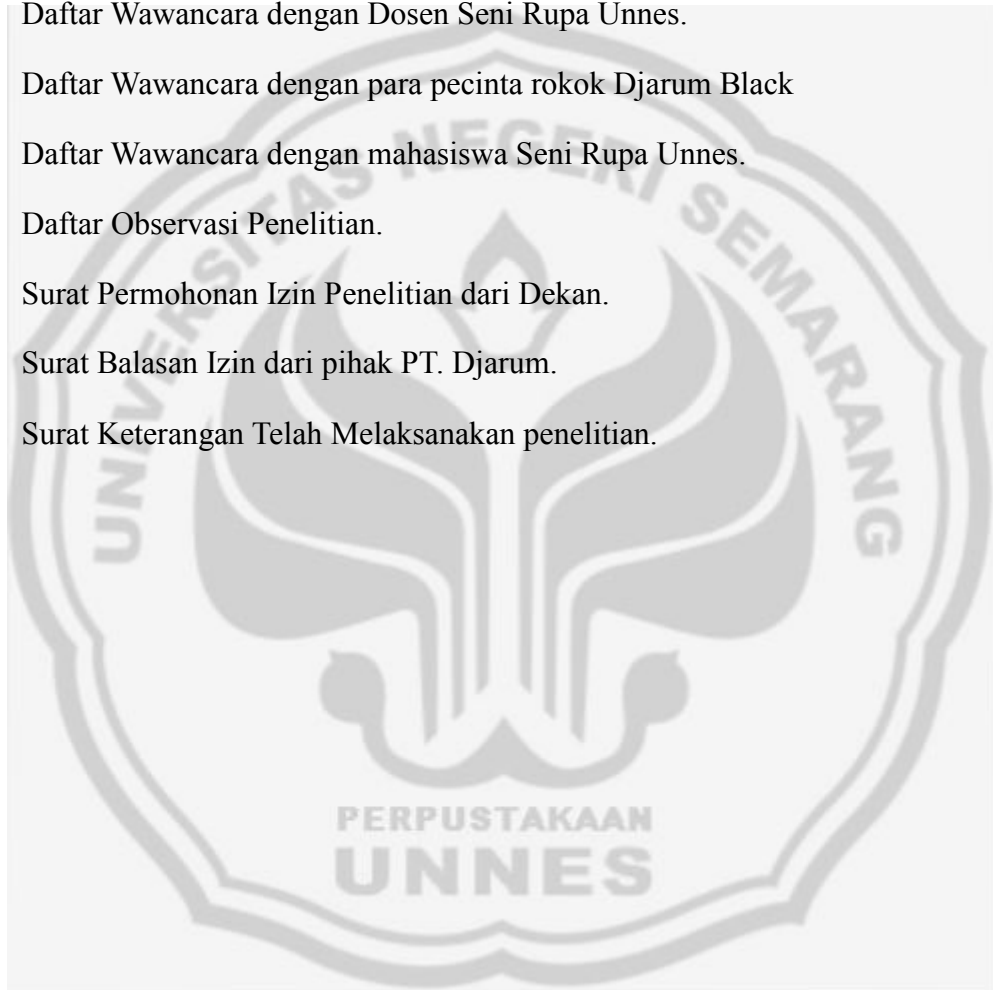 Daftar Wawancara dengan Dosen Seni Rupa Unnes.
Daftar Wawancara dengan para pecinta rokok Djarum Black
Daftar Wawancara dengan mahasiswa Seni Rupa Unnes.
Daftar Observasi Penelitian.
Surat Permohonan Izin Penelitian dari Dekan.
Surat Balasan Izin dari pihak PT. Djarum.
Surat Keterangan Telah Melaksanakan penelitian.
UNIVERSITAS NEGERI SEMARANG
PERPUSTAKAAN
UNNES